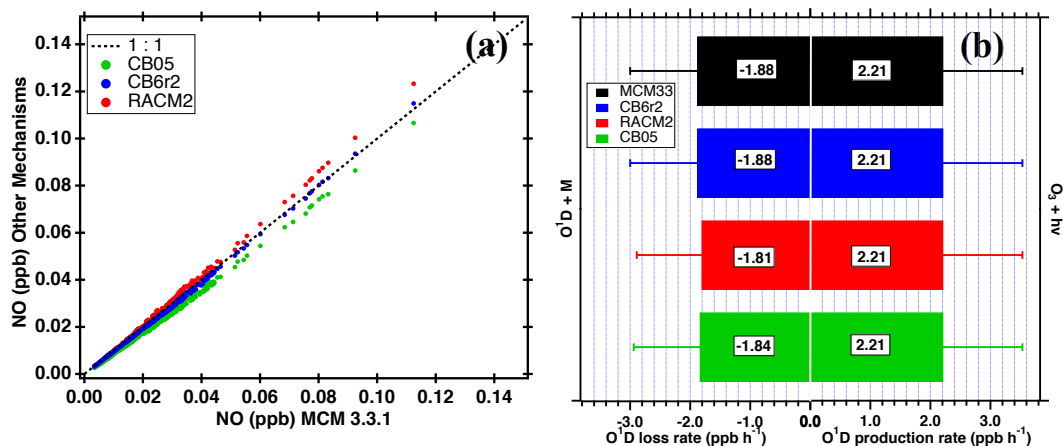 (a)
1 : 1
CB05
CB6r2
RACM2
NO (ppb) Other Mechanisms
0.14
0.12
0.10
0.08
0.06
0.04
0.02
0.00
0.00 0.02 0.04 0.06 0.08 0.10 0.12 0.14
NO (ppb) MCM 3.3.1
(b)
MCM33
CB6r2
RACM2
CB05
O¹D + M
-1.88 2.21
-1.88 2.21
-1.81 2.21
-1.84 2.21
O₃ + hv
-3.0 -2.0 -1.0 0.0 1.0 2.0 3.0
O¹D loss rate (ppb h⁻¹) O¹D production rate (ppb h⁻¹)